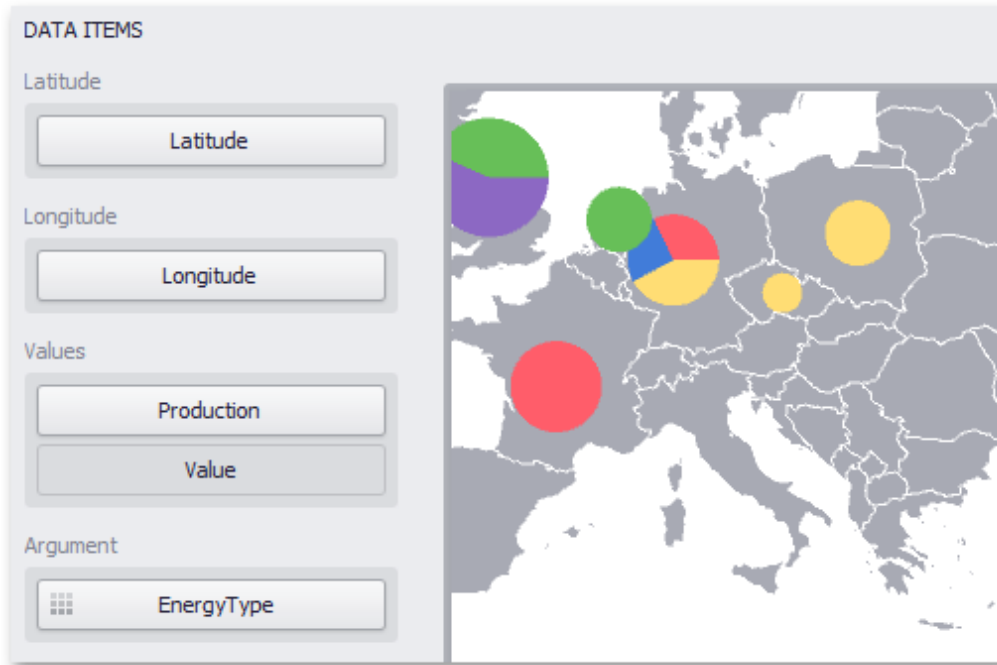 DATA ITEMS
Latitude
Latitude
Longitude
Longitude
Values
Production
Value
Argument
EnergyType